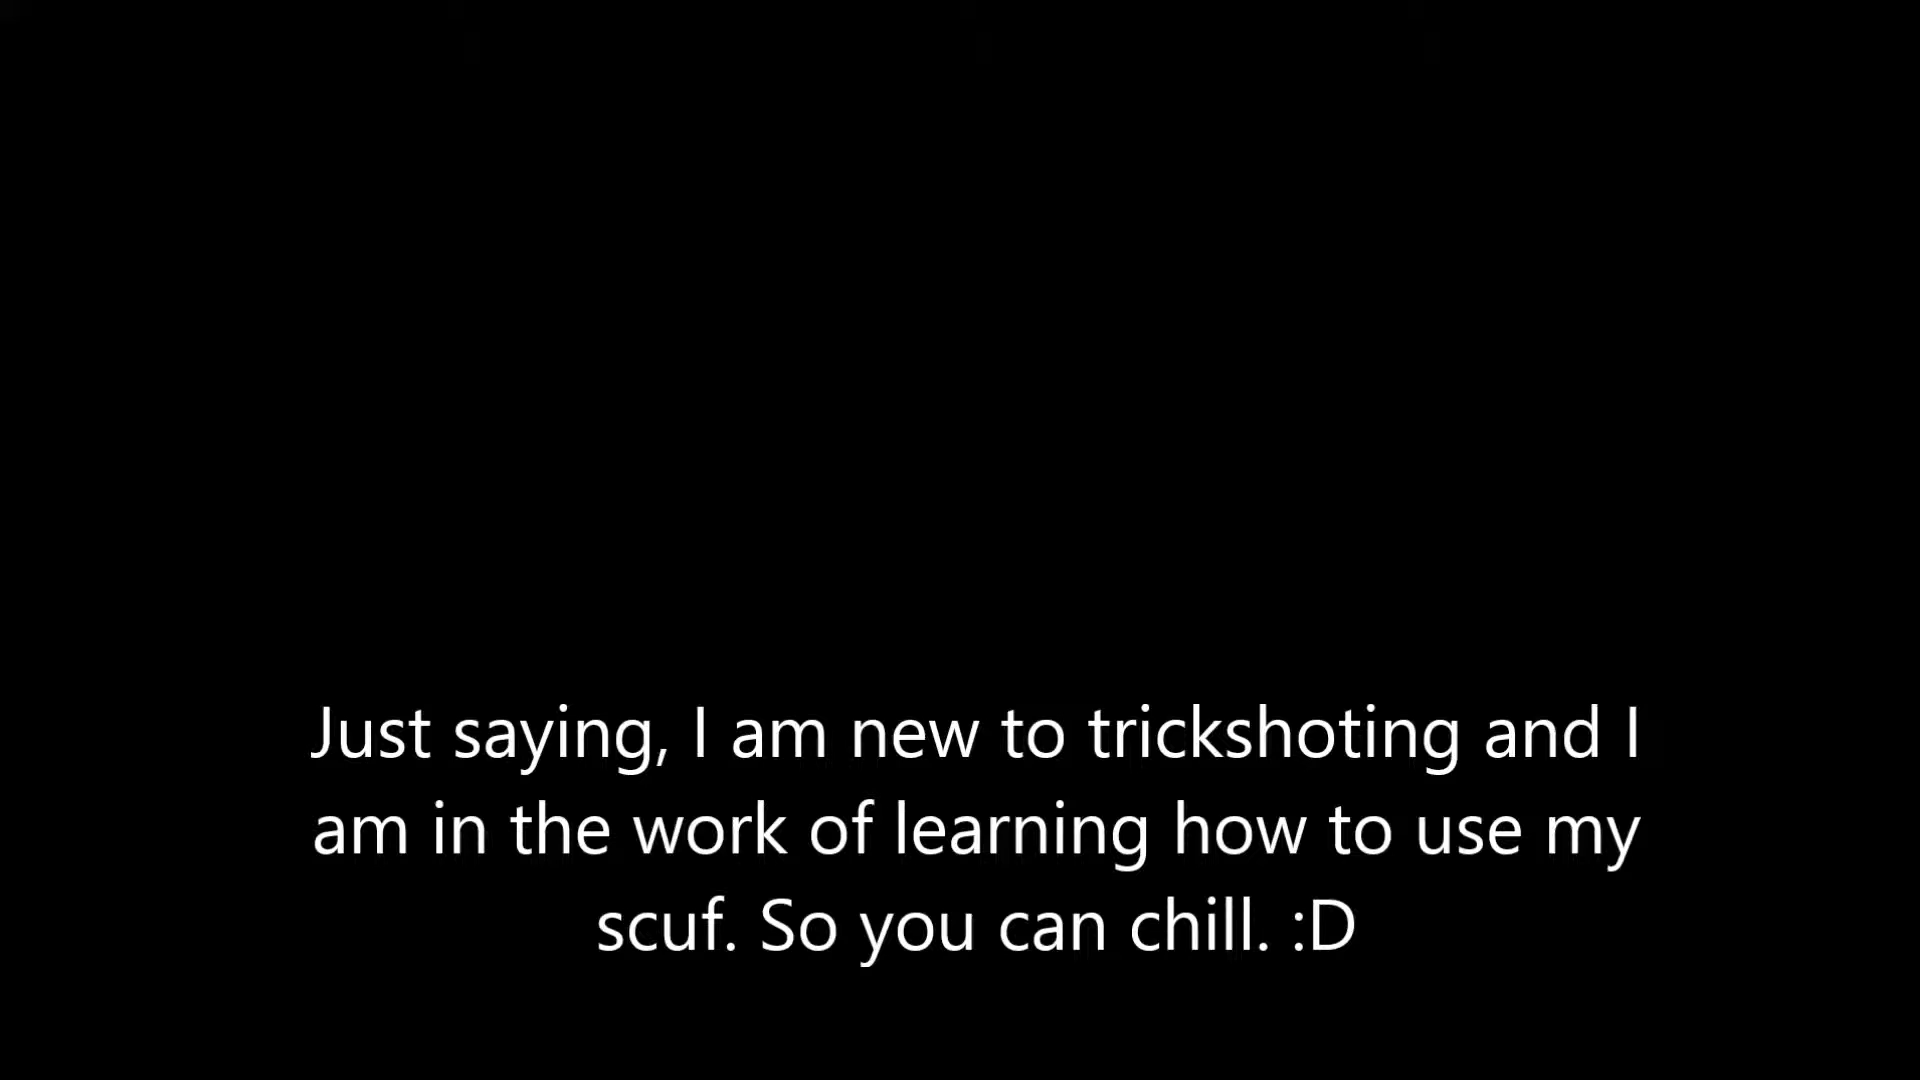 Just saying, I am new to trickshoting and I
am in the work of learning how to use my
scuf. So you can chill. :D